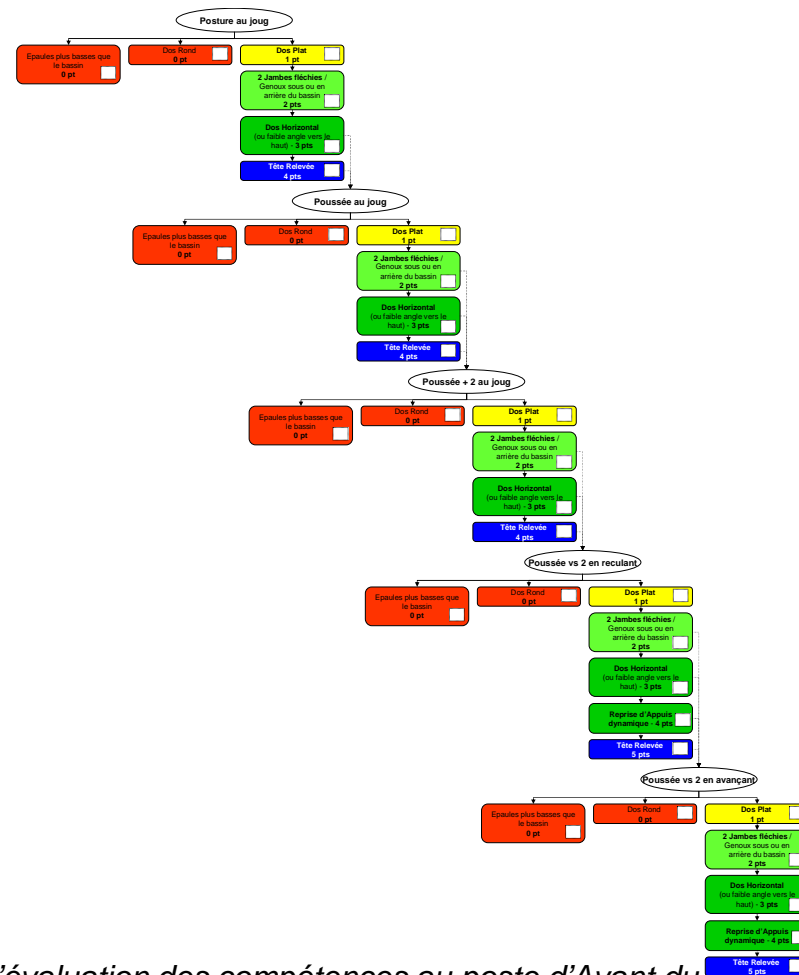 Posture au joug
Epaules plus basses que
le bassin
0 pt
Dos Rond
0 pt
Dos Plat
1 pt
2 Jambes fléchies /
Genoux sous ou en
arrière du bassin
2 pts
Dos Horizontal
(ou faible angle vers le
haut) - 3 pts
Tête Relevée
4 pts
Poussée au joug
Epaules plus basses que
le bassin
0 pt
Dos Rond
0 pt
Dos Plat
1 pt
2 Jambes fléchies /
Genoux sous ou en
arrière du bassin
2 pts
Dos Horizontal
(ou faible angle vers le
haut) - 3 pts
Tête Relevée
4 pts
Poussée + 2 au joug
Epaules plus basses que
le bassin
0 pt
Dos Rond
0 pt
Dos Plat
1 pt
2 Jambes fléchies /
Genoux sous ou en
arrière du bassin
2 pts
Dos Horizontal
(ou faible angle vers le
haut) - 3 pts
Tête Relevée
4 pts
Poussée vs 2 en reculant
Epaules plus basses que
le bassin
0 pt
Dos Rond
0 pt
Dos Plat
1 pt
2 Jambes fléchies /
Genoux sous ou en
arrière du bassin
2 pts
Dos Horizontal
(ou faible angle vers le
haut) - 3 pts
Reprise d'Appuis
dynamique - 4 pts
Tête Relevée
5 pts
Poussée vs 2 en avançant
Epaules plus basses que
le bassin
0 pt
Dos Rond
0 pt
Dos Plat
1 pt
2 Jambes fléchies /
Genoux sous ou en
arrière du bassin
2 pts
Dos Horizontal
(ou faible angle vers le
haut) - 3 pts
Reprise d'Appuis
dynamique - 4 pts
Tête Relevée
5 pts
l'évaluation des compétences au poste d'Avant du